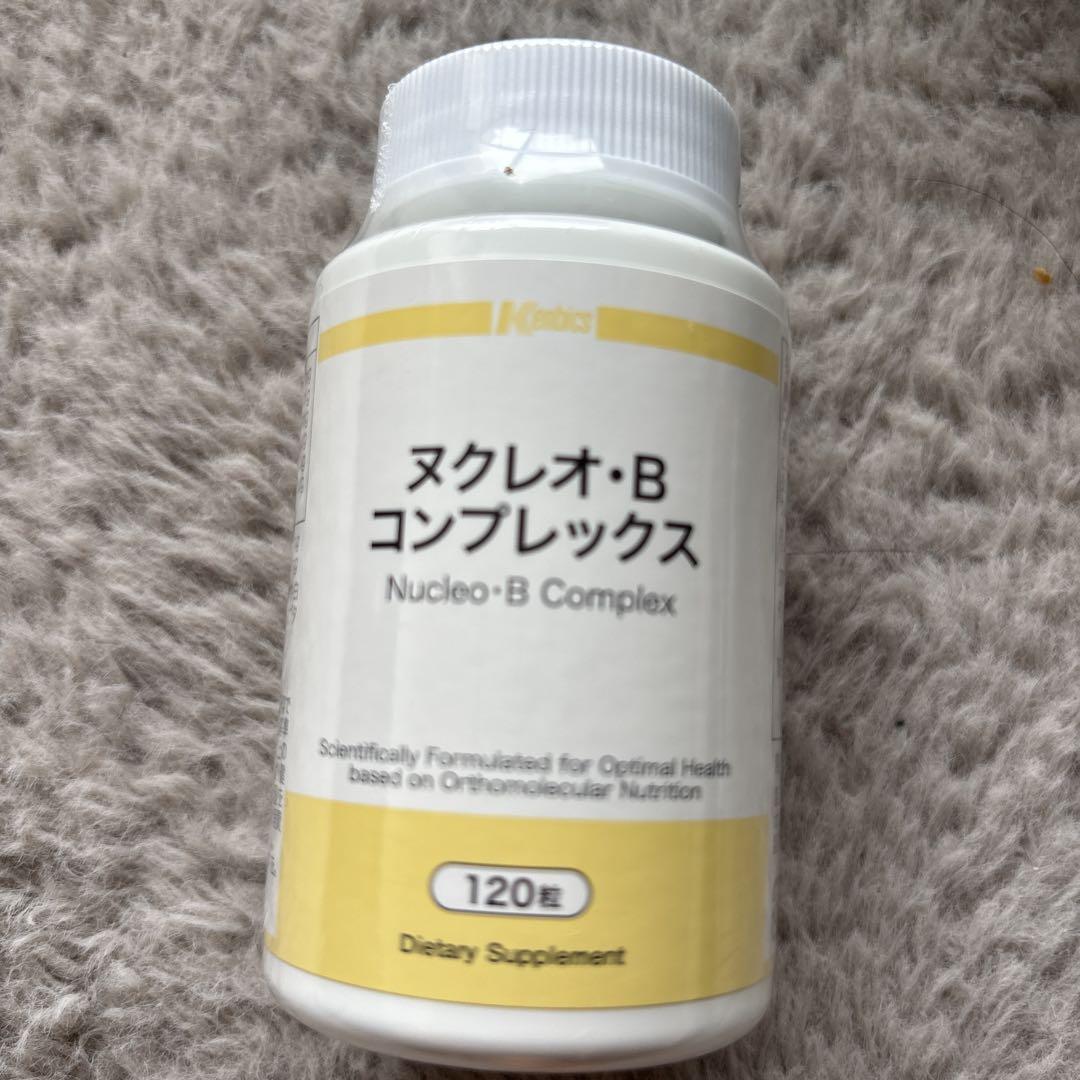 Kenbics
ヌクレオ・B
コンプレックス
Nucleo・B Complex
Scientifically Formulated for Optimal Health
based on Orthomolecular Nutrition
120粒
Dietary Supplement